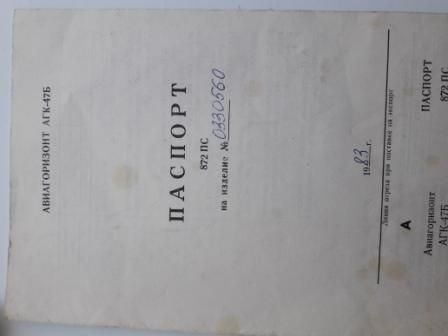 АВИАГОРИЗОНТ АГК-47Б
ПАСПОРТ
872 ПС
на изделие № 0330560
1983 г.
Линия отреза при поставке на экспорт
А
Авиагоризонт
АГК-47Б
ПАСПОРТ
872 ПС